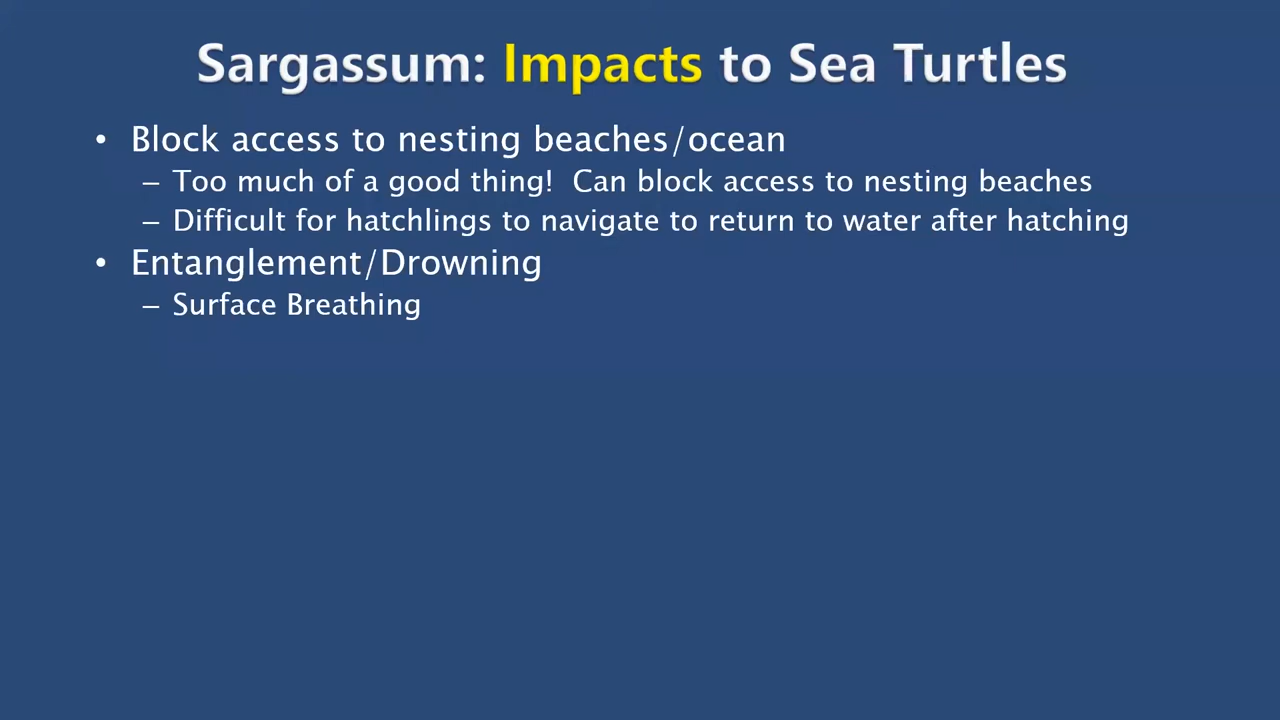 Sargassum: Impacts to Sea Turtles
• Block access to nesting beaches/ocean
– Too much of a good thing!  Can block access to nesting beaches
– Difficult for hatchlings to navigate to return to water after hatching
• Entanglement/Drowning
– Surface Breathing